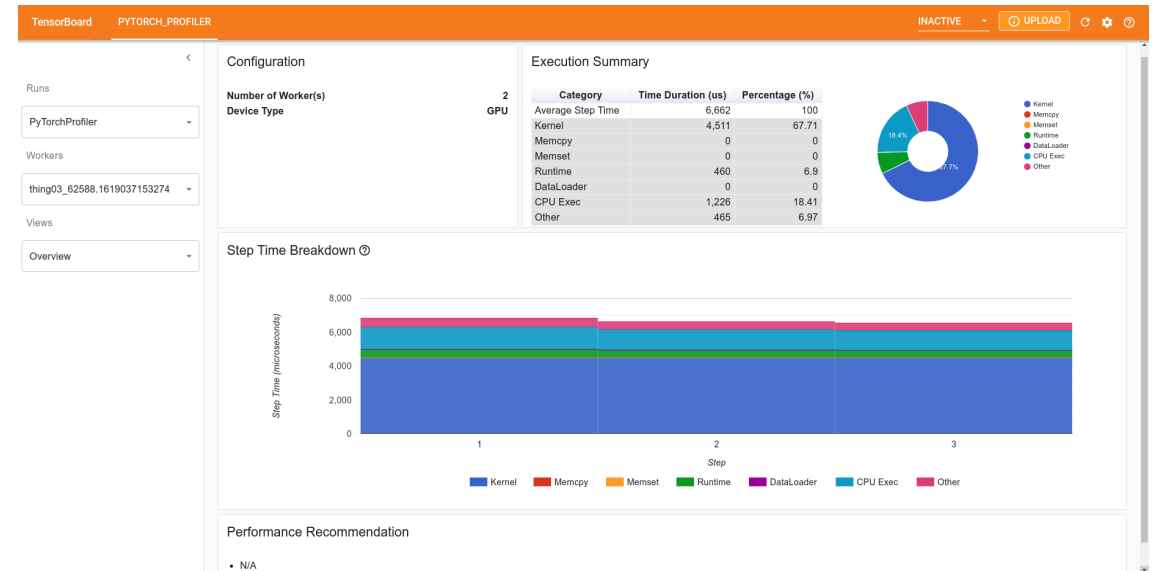 TensorBoard PYTORCH_PROFILER INACTIVE UPLOAD
Runs
PyTorchProfiler
Workers
thing03_62588.1619037153274
Views
Overview
Configuration
Number of Worker(s) 2
Device Type GPU
Execution Summary
Category Time Duration (us) Percentage (%)
Average Step Time 6,662 100
Kernel 4,511 67.71
Memcpy 0 0
Memset 0 0
Runtime 460 6.9
DataLoader 0 0
CPU Exec 1,226 18.41
Other 465 6.97
18.4%
67.7%
Kernel
Memcpy
Memset
Runtime
DataLoader
CPU Exec
Other
Step Time Breakdown
Step Time (microseconds)
8,000
6,000
4,000
2,000
0
1 2 3
Step
Kernel Memcpy Memset Runtime DataLoader CPU Exec Other
Performance Recommendation
• N/A